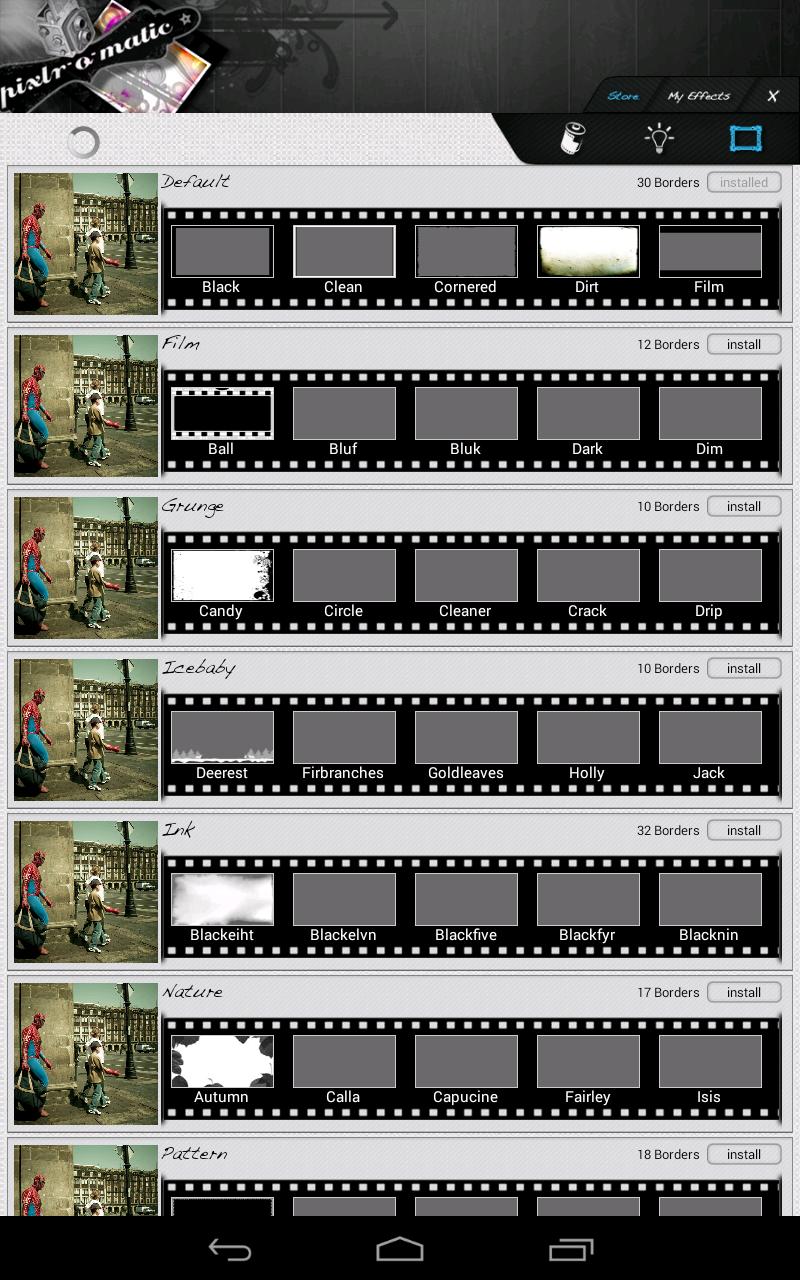 pixlr-o-matic
Store My Effects X
Default 30 Borders installed
Black Clean Cornered Dirt Film
Film 12 Borders install
Ball Bluf Bluk Dark Dim
Grunge 10 Borders install
Candy Circle Cleaner Crack Drip
Icebaby 10 Borders install
Deerest Firbranches Goldleaves Holly Jack
Ink 32 Borders install
Blackeiht Blackelvn Blackfive Blackfyr Blacknin
Nature 17 Borders install
Autumn Calla Capucine Fairley Isis
Pattern 18 Borders install